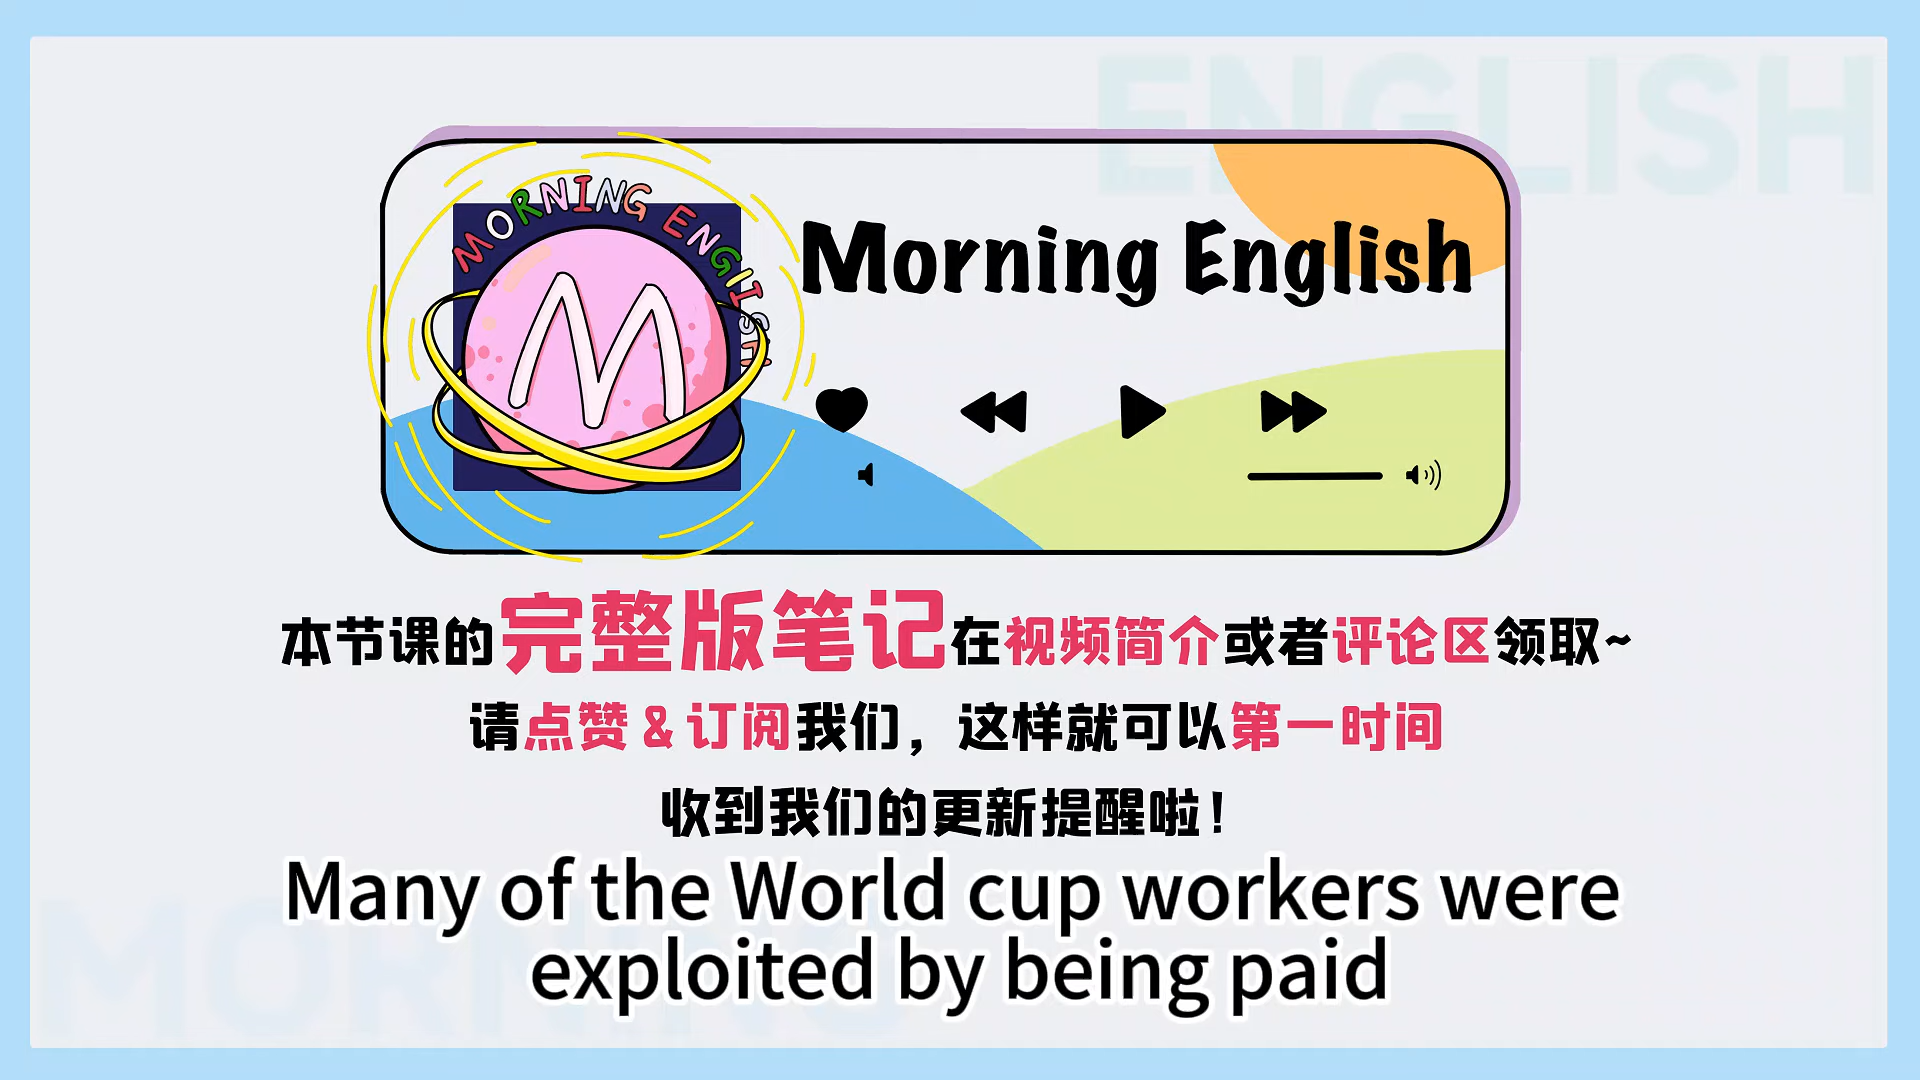 ENGLISH
MORNING ENGLISH
M
Morning English
本节课的完整版笔记在视频简介或者评论区领取~
请点赞&订阅我们，这样就可以第一时间
收到我们的更新提醒啦！
Many of the World cup workers were
exploited by being paid
MORNING